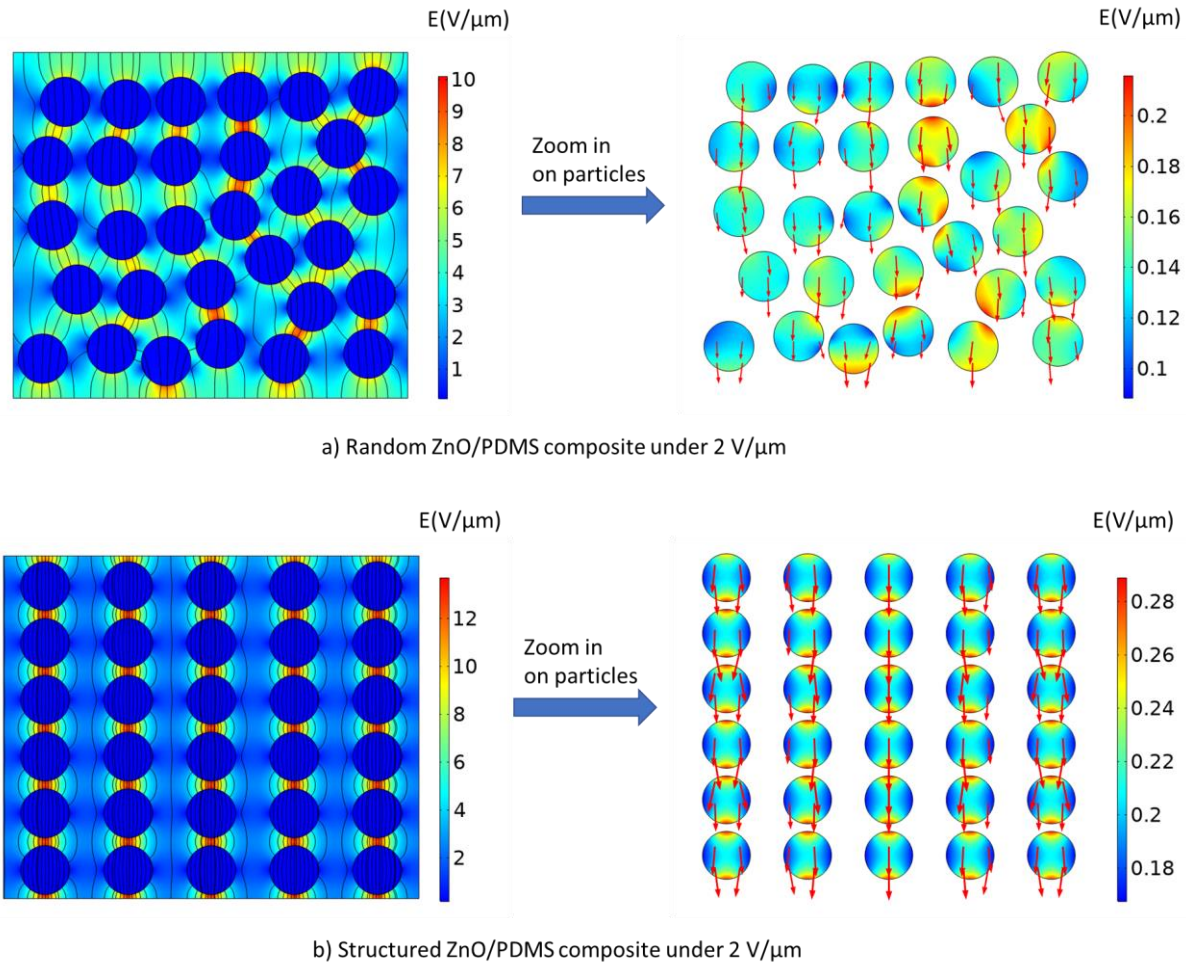 E(V/μm)
E(V/μm)
10
9
8
7
6
5
4
3
2
1
Zoom in
on particles
0.2
0.18
0.16
0.14
0.12
0.1
a) Random ZnO/PDMS composite under 2 V/μm
E(V/μm)
E(V/μm)
12
10
8
6
4
2
Zoom in
on particles
0.28
0.26
0.24
0.22
0.2
0.18
b) Structured ZnO/PDMS composite under 2 V/μm